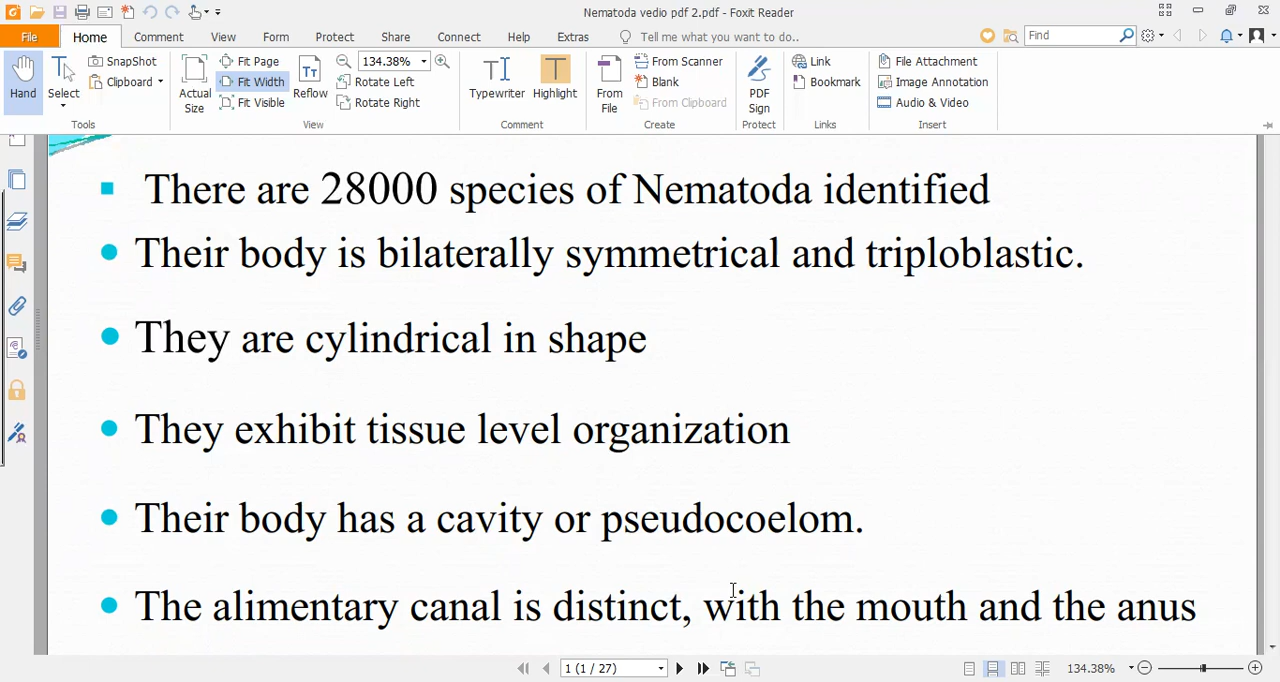 Nematoda vedio pdf 2.pdf - Foxit Reader
File Home Comment View Form Protect Share Connect Help Extras Tell me what you want to do.. Find
Hand
Select
SnapShot
Clipboard
Tools
Actual Size
Fit Page
Fit Width
Fit Visible
Reflow
134.38%
Rotate Left
Rotate Right
View
Typewriter
Highlight
Comment
From File
From Scanner
Blank
From Clipboard
Create
PDF Sign
Protect
Link
Bookmark
Links
File Attachment
Image Annotation
Audio & Video
Insert
There are 28000 species of Nematoda identified
Their body is bilaterally symmetrical and triploblastic.
They are cylindrical in shape
They exhibit tissue level organization
Their body has a cavity or pseudocoelom.
The alimentary canal is distinct, with the mouth and the anus
1 (1 / 27)
134.38%